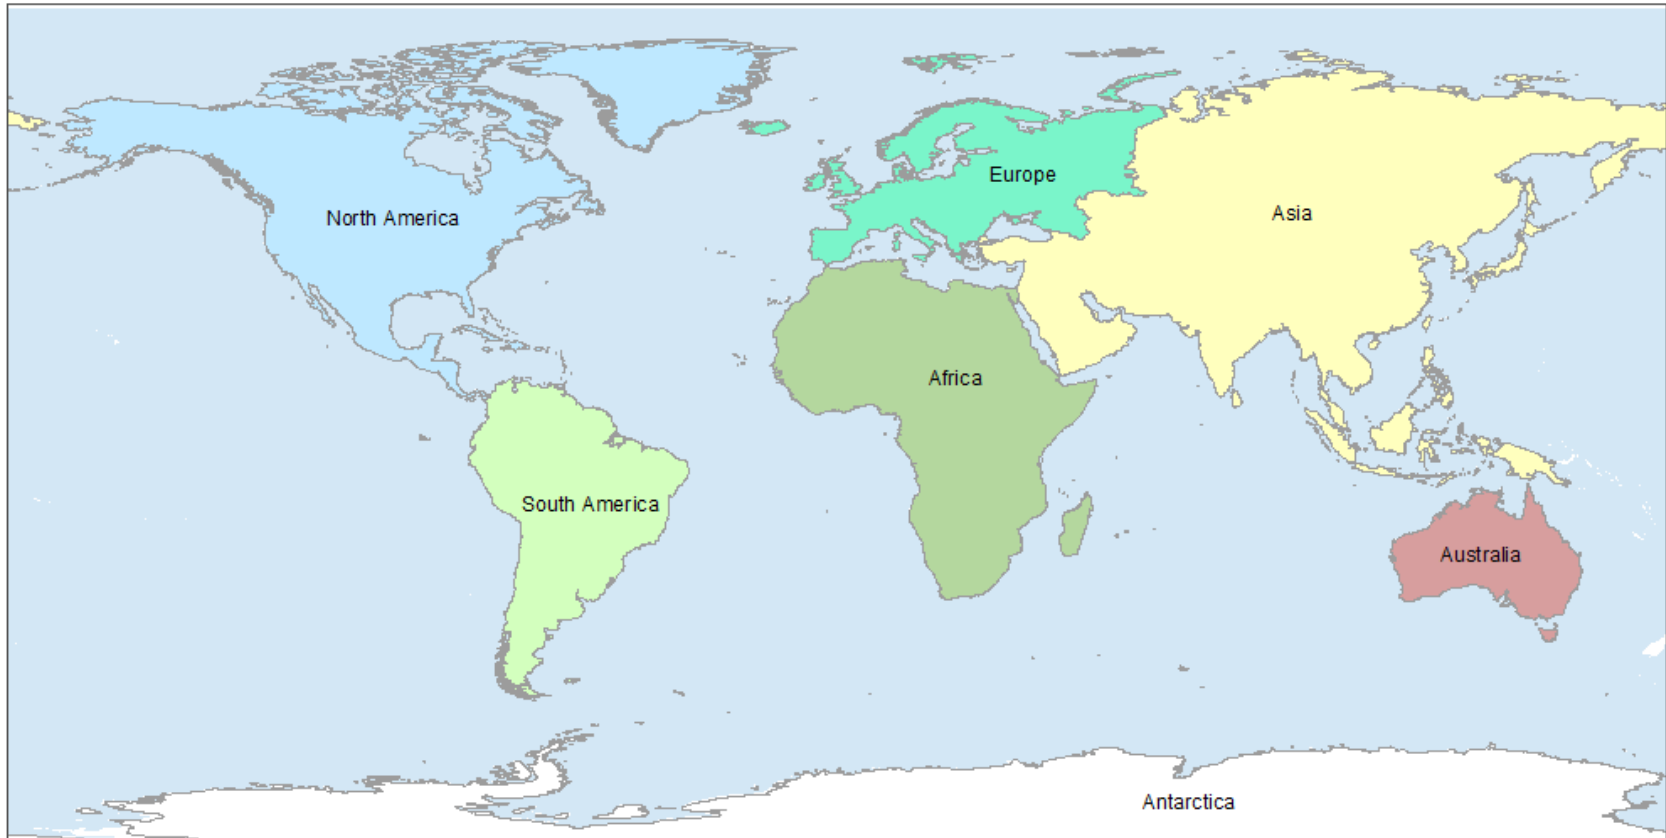 Europe
North America
Asia
Africa
South America
Australia
Antarctica